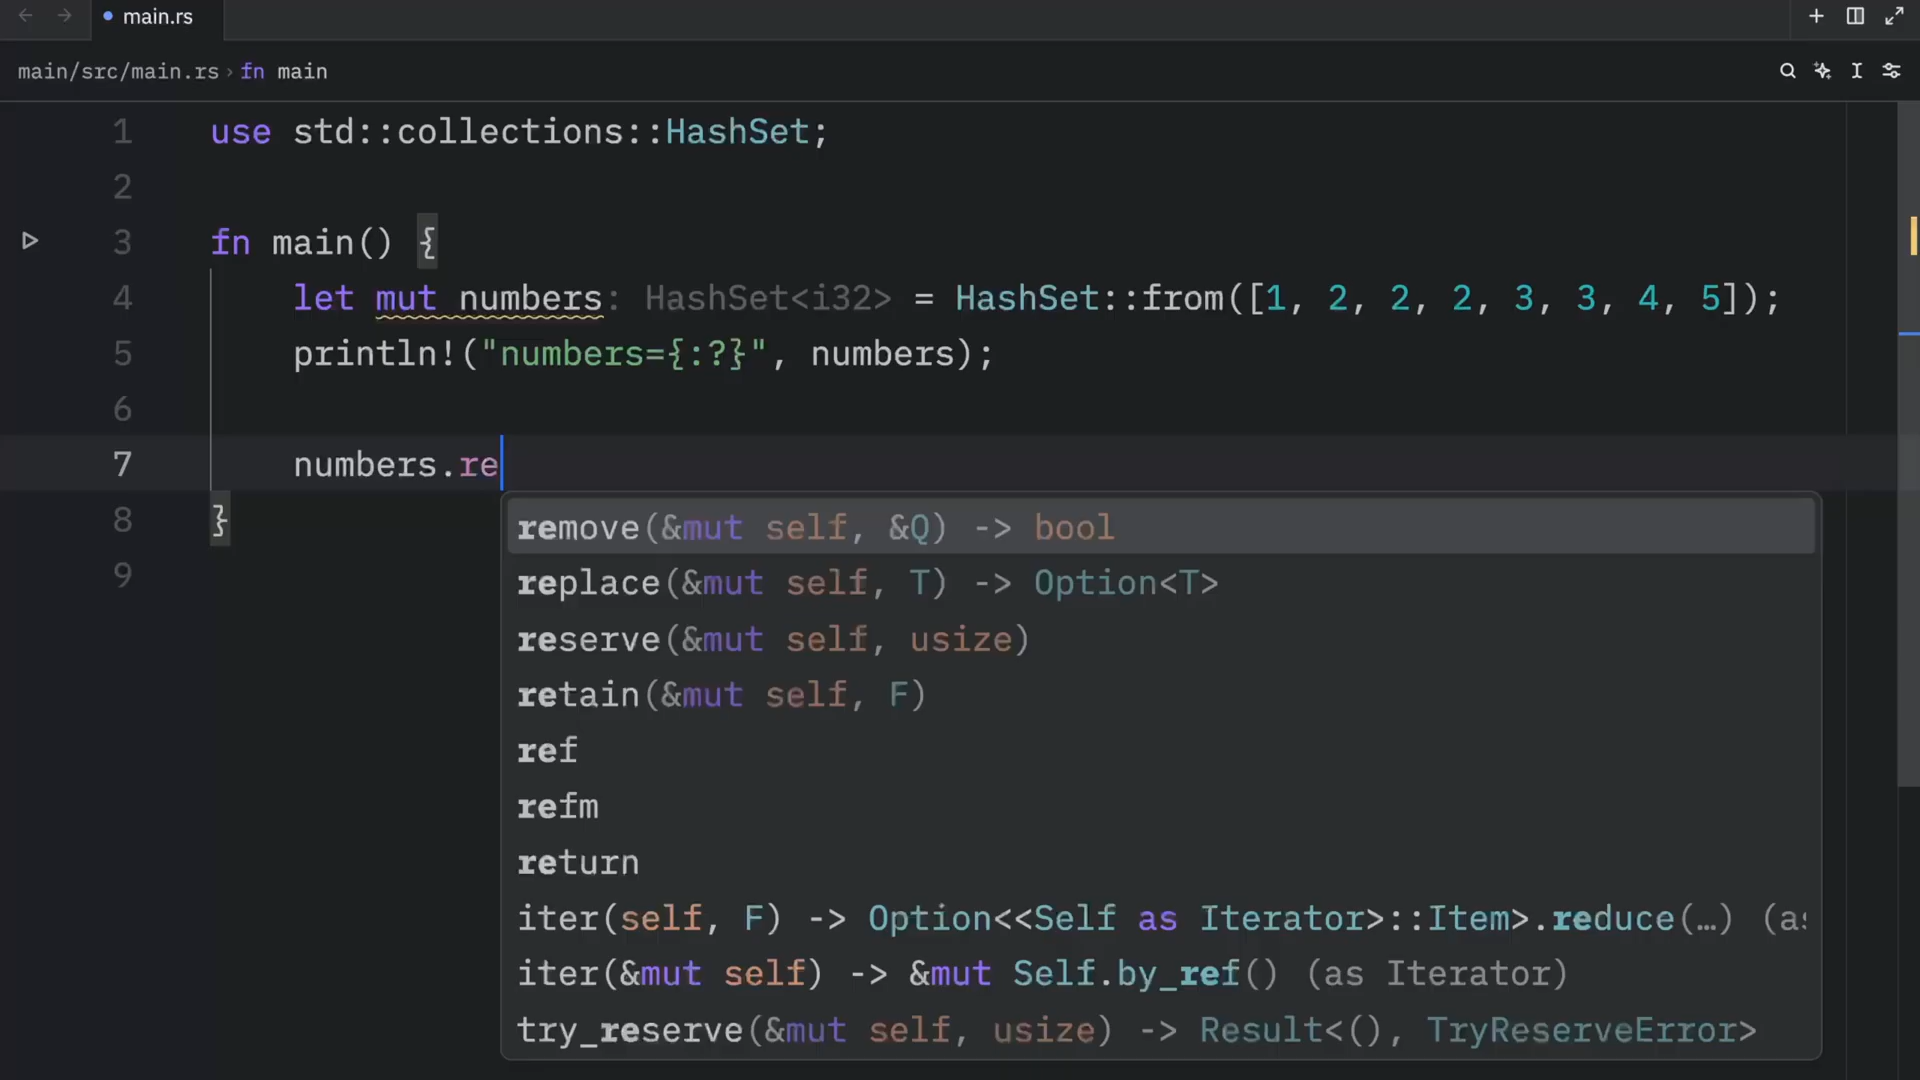 main.rs
main/src/main.rs › fn main
1 use std::collections::HashSet;
2
3 fn main() {
4 let mut numbers: HashSet<i32> = HashSet::from([1, 2, 2, 2, 3, 3, 4, 5]);
5 println!("numbers={:?}", numbers);
6
7 numbers.re
8 }
9
remove(&mut self, &Q) -> bool
replace(&mut self, T) -> Option<T>
reserve(&mut self, usize)
retain(&mut self, F)
ref
refm
return
iter(self, F) -> Option<<Self as Iterator>::Item>.reduce(…) (as
iter(&mut self) -> &mut Self.by_ref() (as Iterator)
try_reserve(&mut self, usize) -> Result<(), TryReserveError>